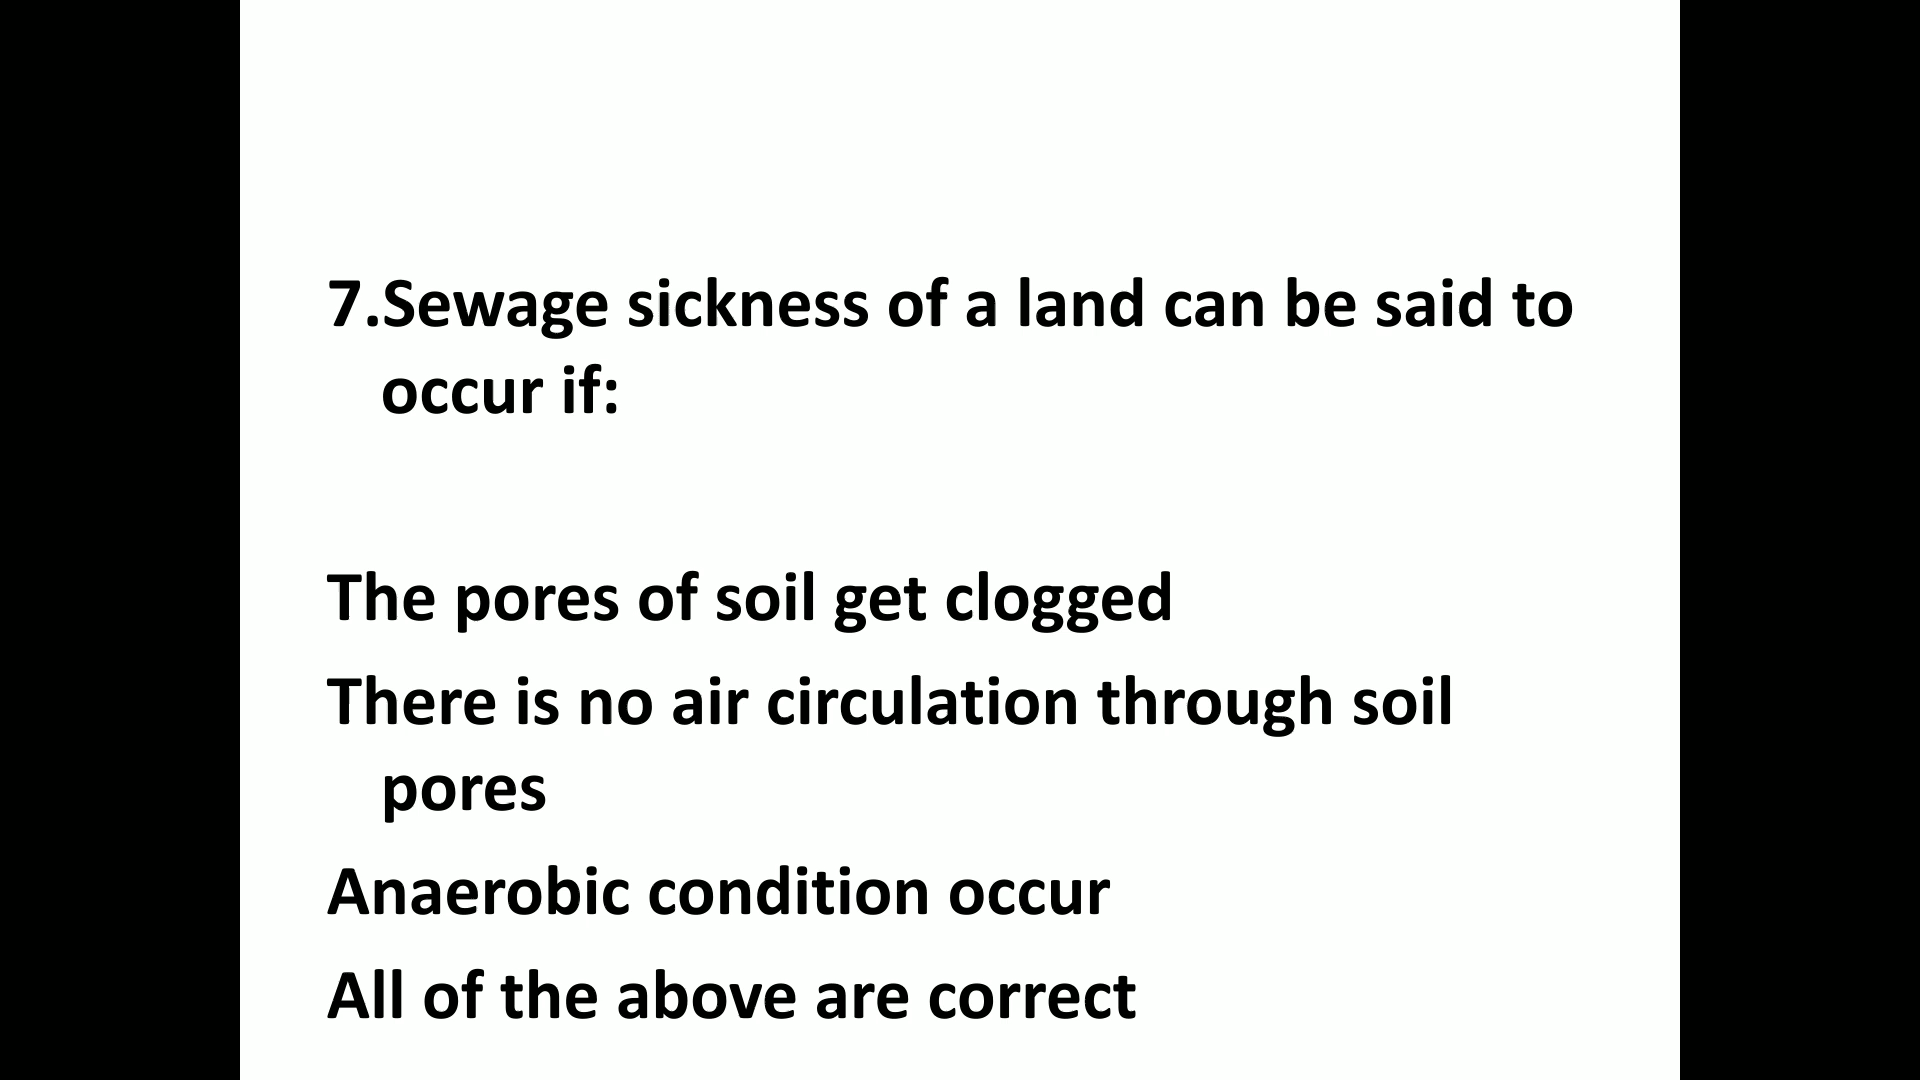 7.Sewage sickness of a land can be said to
occur if:
The pores of soil get clogged
There is no air circulation through soil
pores
Anaerobic condition occur
All of the above are correct